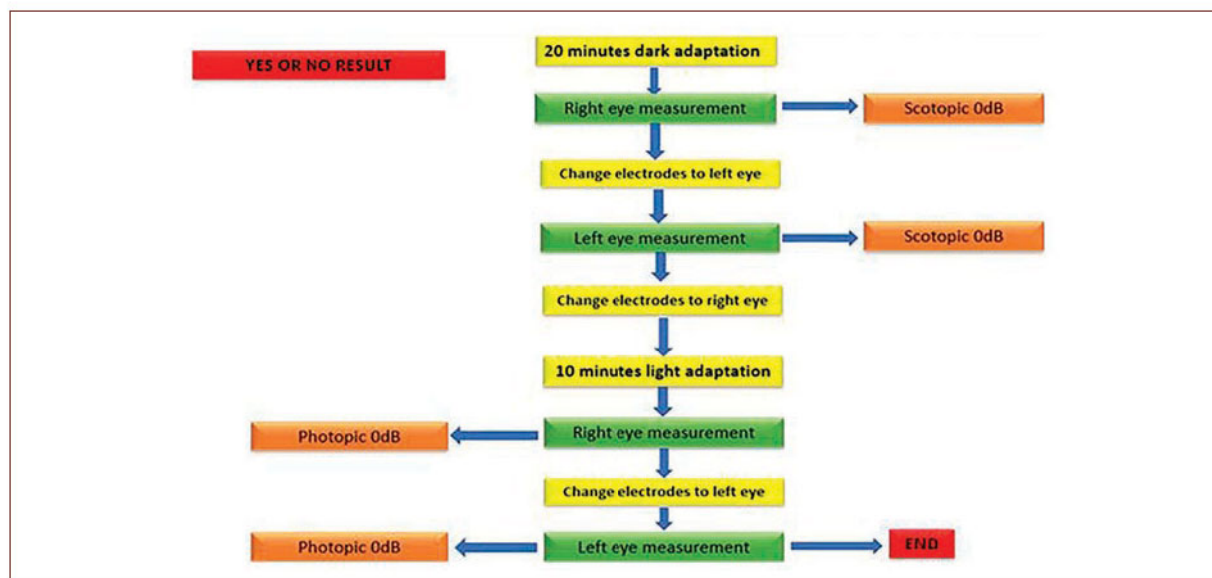 YES OR NO RESULT
20 minutes dark adaptation
Right eye measurement
Scotopic 0dB
Change electrodes to left eye
Left eye measurement
Scotopic 0dB
Change electrodes to right eye
10 minutes light adaptation
Photopic 0dB
Right eye measurement
Change electrodes to left eye
Photopic 0dB
Left eye measurement
END